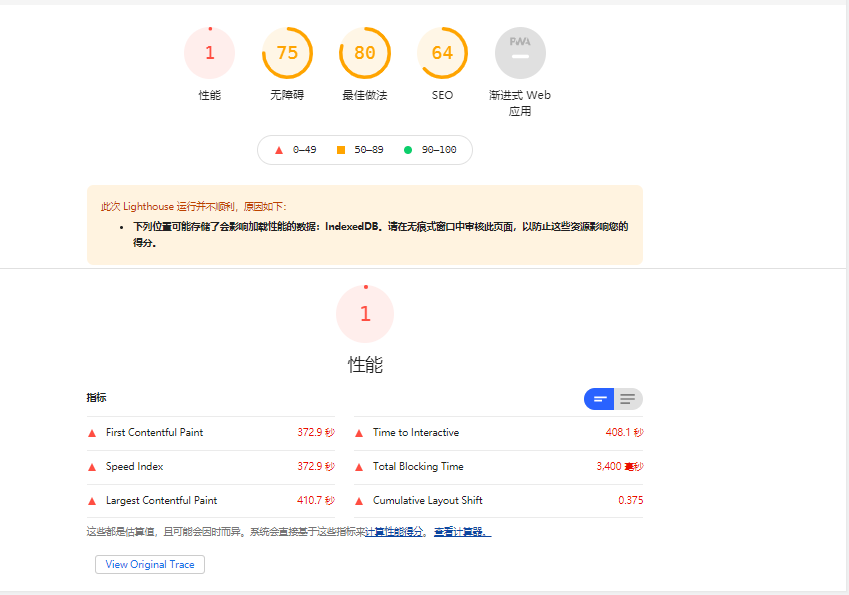 1 75 80 64 PWA
性能 无障碍 最佳做法 SEO 渐进式 Web
应用
0–49 50–89 90–100
此次 Lighthouse 运行并不顺利，原因如下：
• 下列位置可能存储了会影响加载性能的数据：IndexedDB。请在无痕式窗口中审核此页面，以防止这些资源影响您的
得分。
1
性能
指标
First Contentful Paint 372.9 秒 Time to Interactive 408.1 秒
Speed Index 372.9 秒 Total Blocking Time 3,400 毫秒
Largest Contentful Paint 410.7 秒 Cumulative Layout Shift 0.375
这些都是估算值，且可能会因时而异。系统会直接基于这些指标来计算性能得分。查看计算器。
View Original Trace